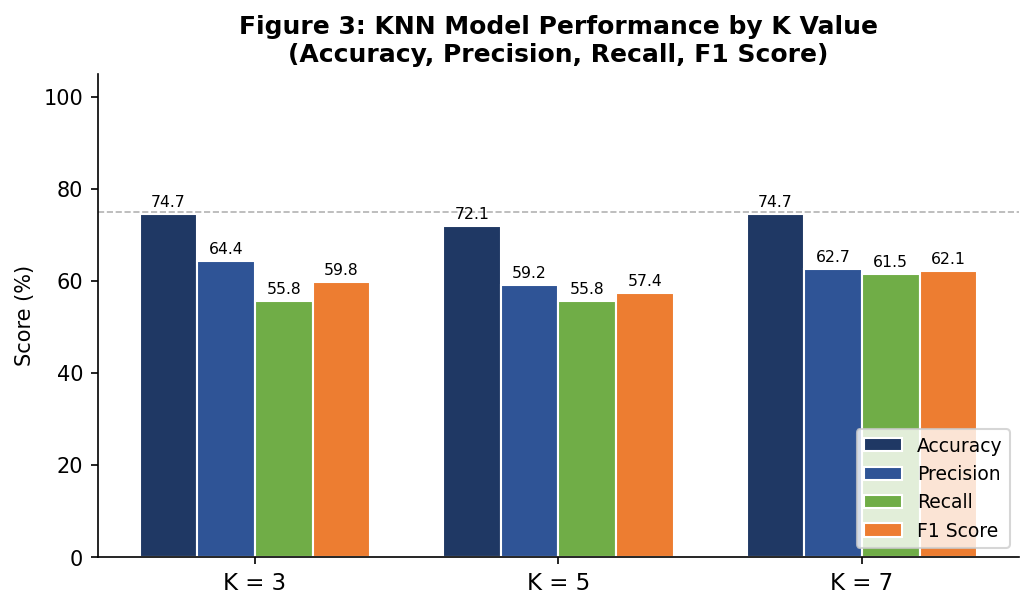 Figure 3: KNN Model Performance by K Value
(Accuracy, Precision, Recall, F1 Score)
Score (%)
100
80
60
40
20
0
74.7
64.4
55.8
59.8
72.1
59.2
55.8
57.4
74.7
62.7
61.5
62.1
Accuracy
Precision
Recall
F1 Score
K = 3
K = 5
K = 7